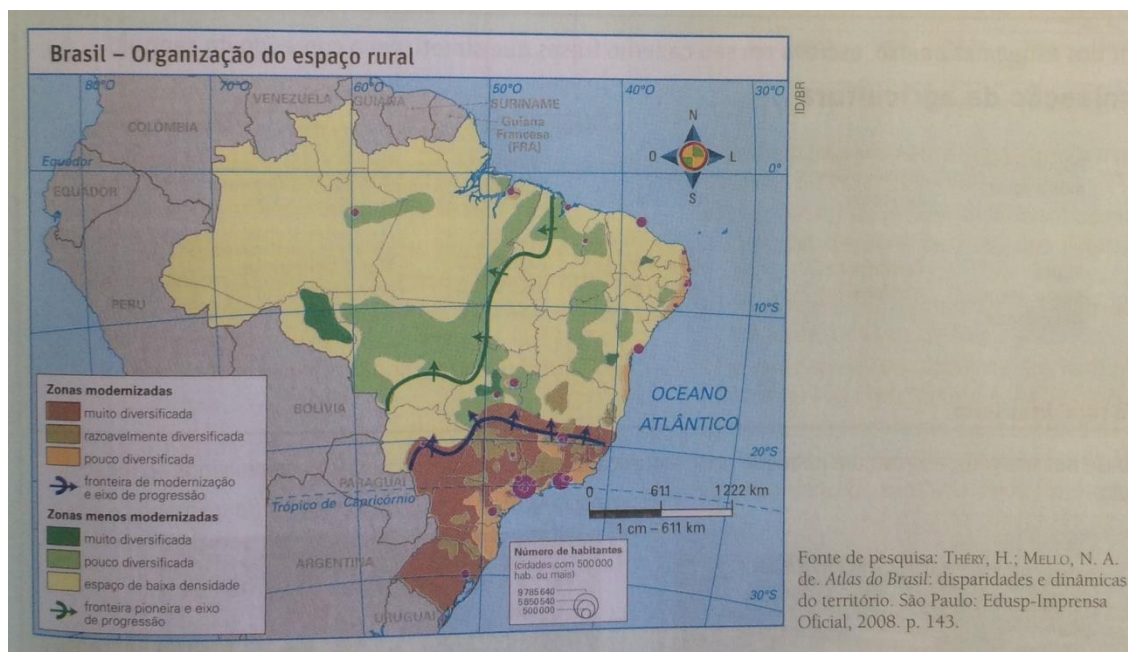 Brasil – Organização do espaço rural
80°O
70°O
60°O
50°O
40°O
30°O
ID/BR
VENEZUELA
GUIANA
SURINAME
Guiana
Francesa
(FRA)
COLÔMBIA
N
O
L
S
Equador
0°
EQUADOR
PERU
10°S
BOLÍVIA
OCEANO
ATLÂNTICO
20°S
PARAGUAI
Trópico de Capricórnio
0 611 1222 km
1 cm – 611 km
ARGENTINA
30°S
URUGUAI
Zonas modernizadas
muito diversificada
razoavelmente diversificada
pouco diversificada
fronteira de modernização
e eixo de progressão
Zonas menos modernizadas
muito diversificada
pouco diversificada
espaço de baixa densidade
fronteira pioneira e eixo
de progressão
Número de habitantes
(cidades com 500 000
hab. ou mais)
9 785 640
5 850 540
500 000
Fonte de pesquisa: THÉRY, H.; MELLO, N. A.
de. Atlas do Brasil: disparidades e dinâmicas
do território. São Paulo: Edusp-Imprensa
Oficial, 2008. p. 143.